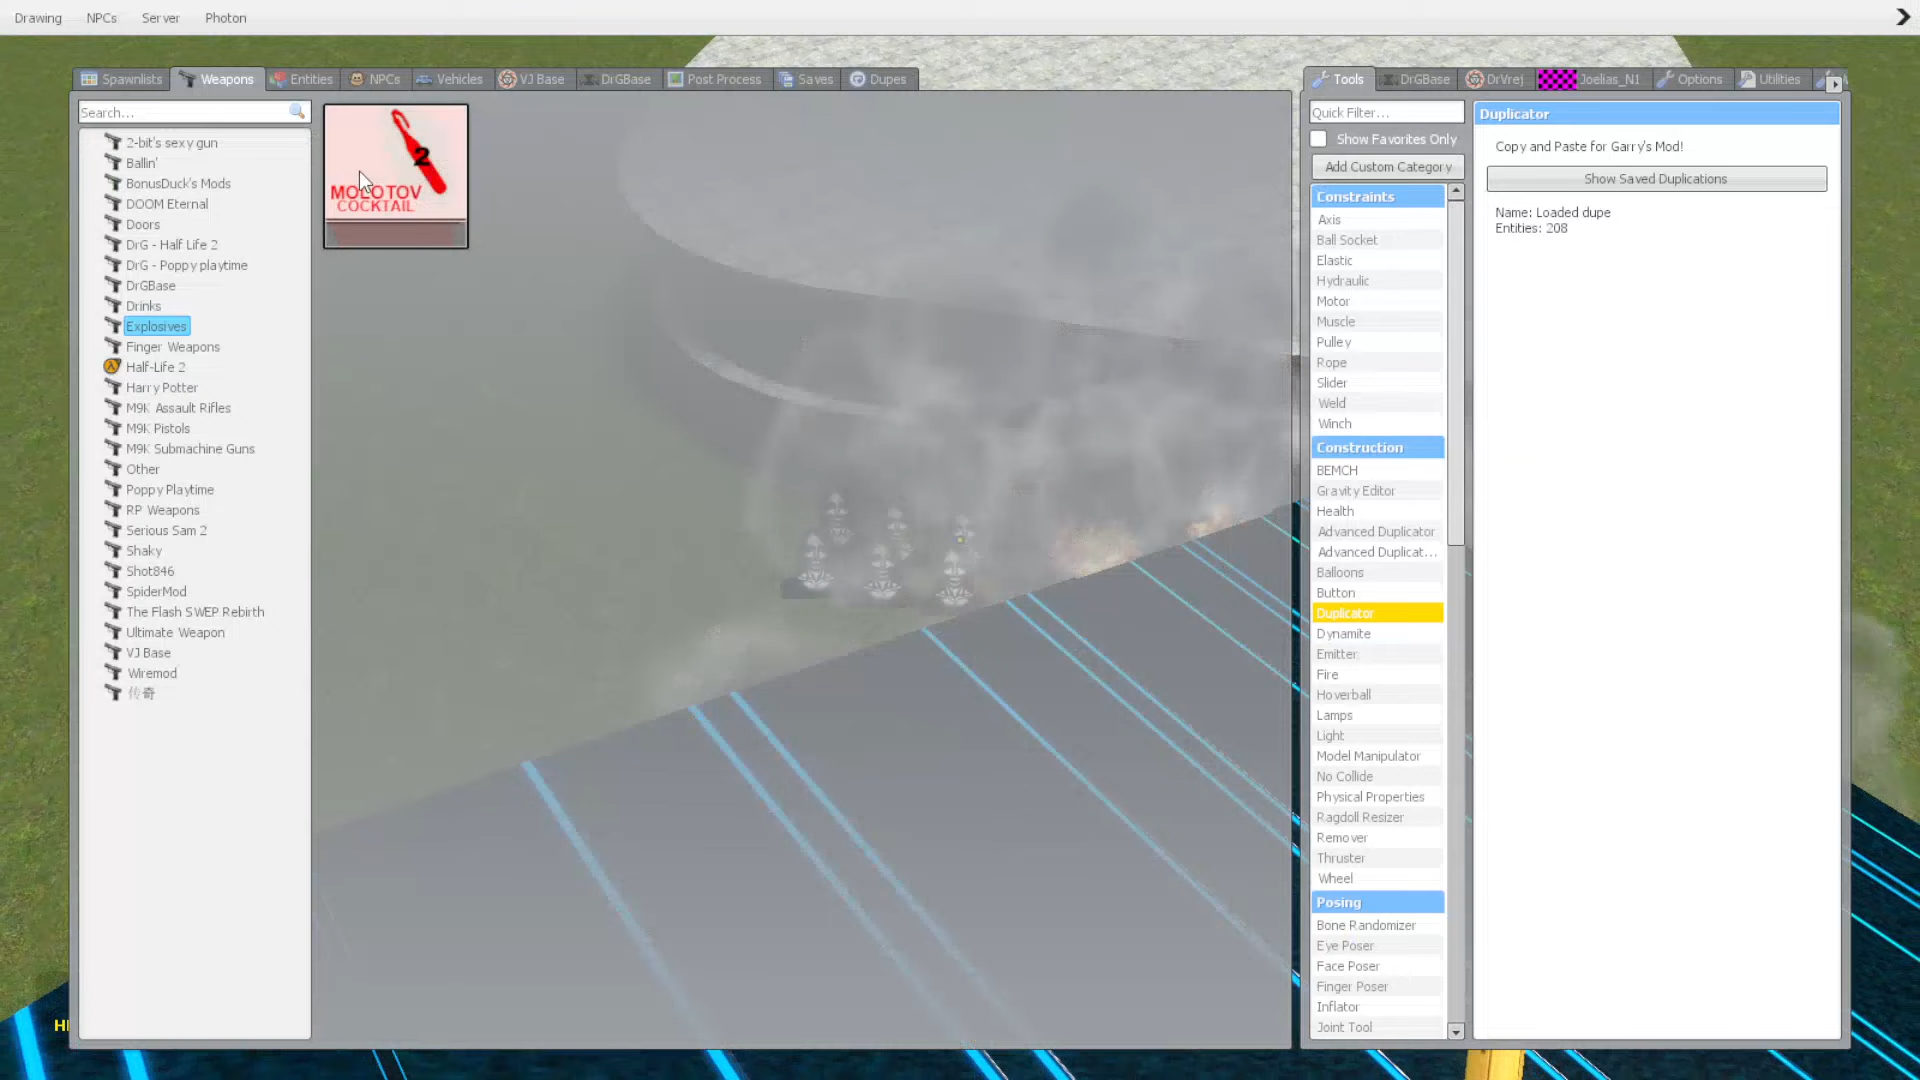 Drawing NPCs Server Photon
Spawnlists Weapons Entities NPCs Vehicles VJ Base DrGBase Post Process Saves Dupes
Search...
2-bit's sexy gun
Ballin'
BonusDuck's Mods
DOOM Eternal
Doors
DrG - Half Life 2
DrG - Poppy playtime
DrGBase
Drinks
Explosives
Finger Weapons
Half-Life 2
Harry Potter
M9K Assault Rifles
M9K Pistols
M9K Submachine Guns
Other
Poppy Playtime
RP Weapons
Serious Sam 2
Shaky
Shot846
SpiderMod
The Flash SWEP Rebirth
Ultimate Weapon
VJ Base
Wiremod
传奇
2
MOLOTOV
COCKTAIL
Tools DrGBase DrVrej Joelias_N1 Options Utilities
Quick Filter...
Show Favorites Only
Add Custom Category
Constraints
Axis
Ball Socket
Elastic
Hydraulic
Motor
Muscle
Pulley
Rope
Slider
Weld
Winch
Construction
BEMCH
Gravity Editor
Health
Advanced Duplicator
Advanced Duplicat...
Balloons
Button
Duplicator
Dynamite
Emitter
Fire
Hoverball
Lamps
Light
Model Manipulator
No Collide
Physical Properties
Ragdoll Resizer
Remover
Thruster
Wheel
Posing
Bone Randomizer
Eye Poser
Face Poser
Finger Poser
Inflator
Joint Tool
Duplicator
Copy and Paste for Garry's Mod!
Show Saved Duplications
Name: Loaded dupe
Entities: 208